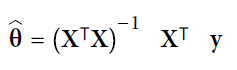 θ̂ = (XᵀX)⁻¹ Xᵀ y